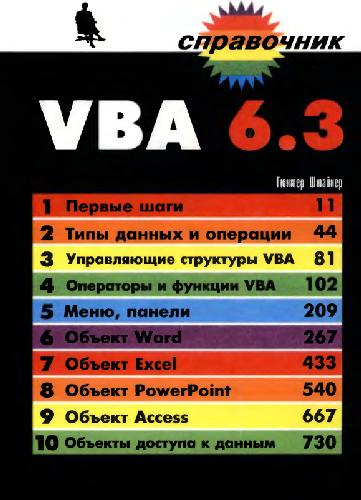 справочник
VBA 6.3
Гюнтер Штайнер
1 Первые шаги 11
2 Типы данных и операции 44
3 Управляющие структуры VBA 81
4 Операторы и функции VBA 102
5 Меню, панели 209
6 Объект Word 267
7 Объект Excel 433
8 Объект PowerPoint 540
9 Объект Access 667
10 Объекты доступа к данным 730